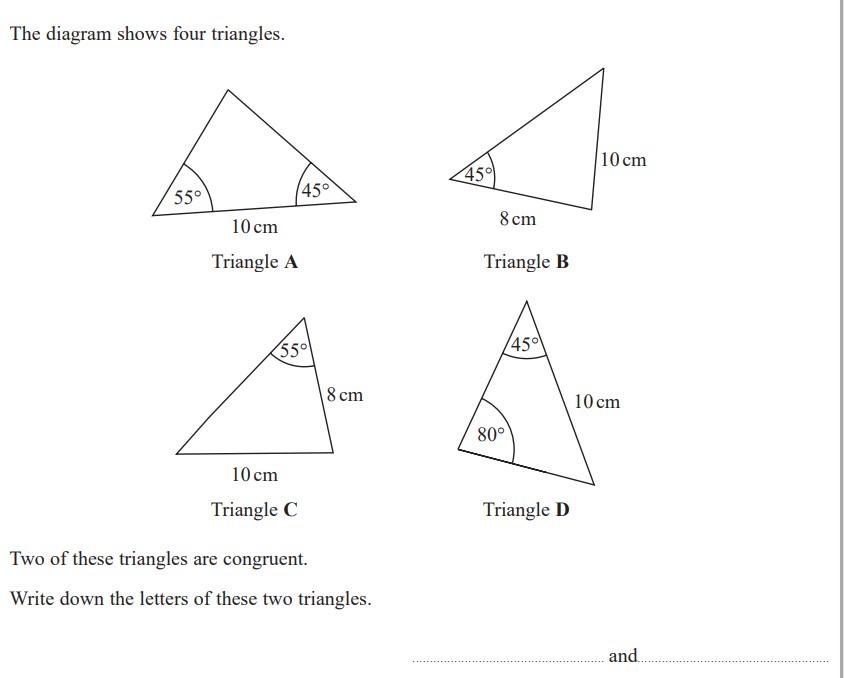 The diagram shows four triangles.
55° 45°
10 cm
Triangle A
45° 10 cm
8 cm
Triangle B
55°
8 cm
10 cm
Triangle C
45°
10 cm
80°
Triangle D
Two of these triangles are congruent.
Write down the letters of these two triangles.
........................................................ and ........................................................